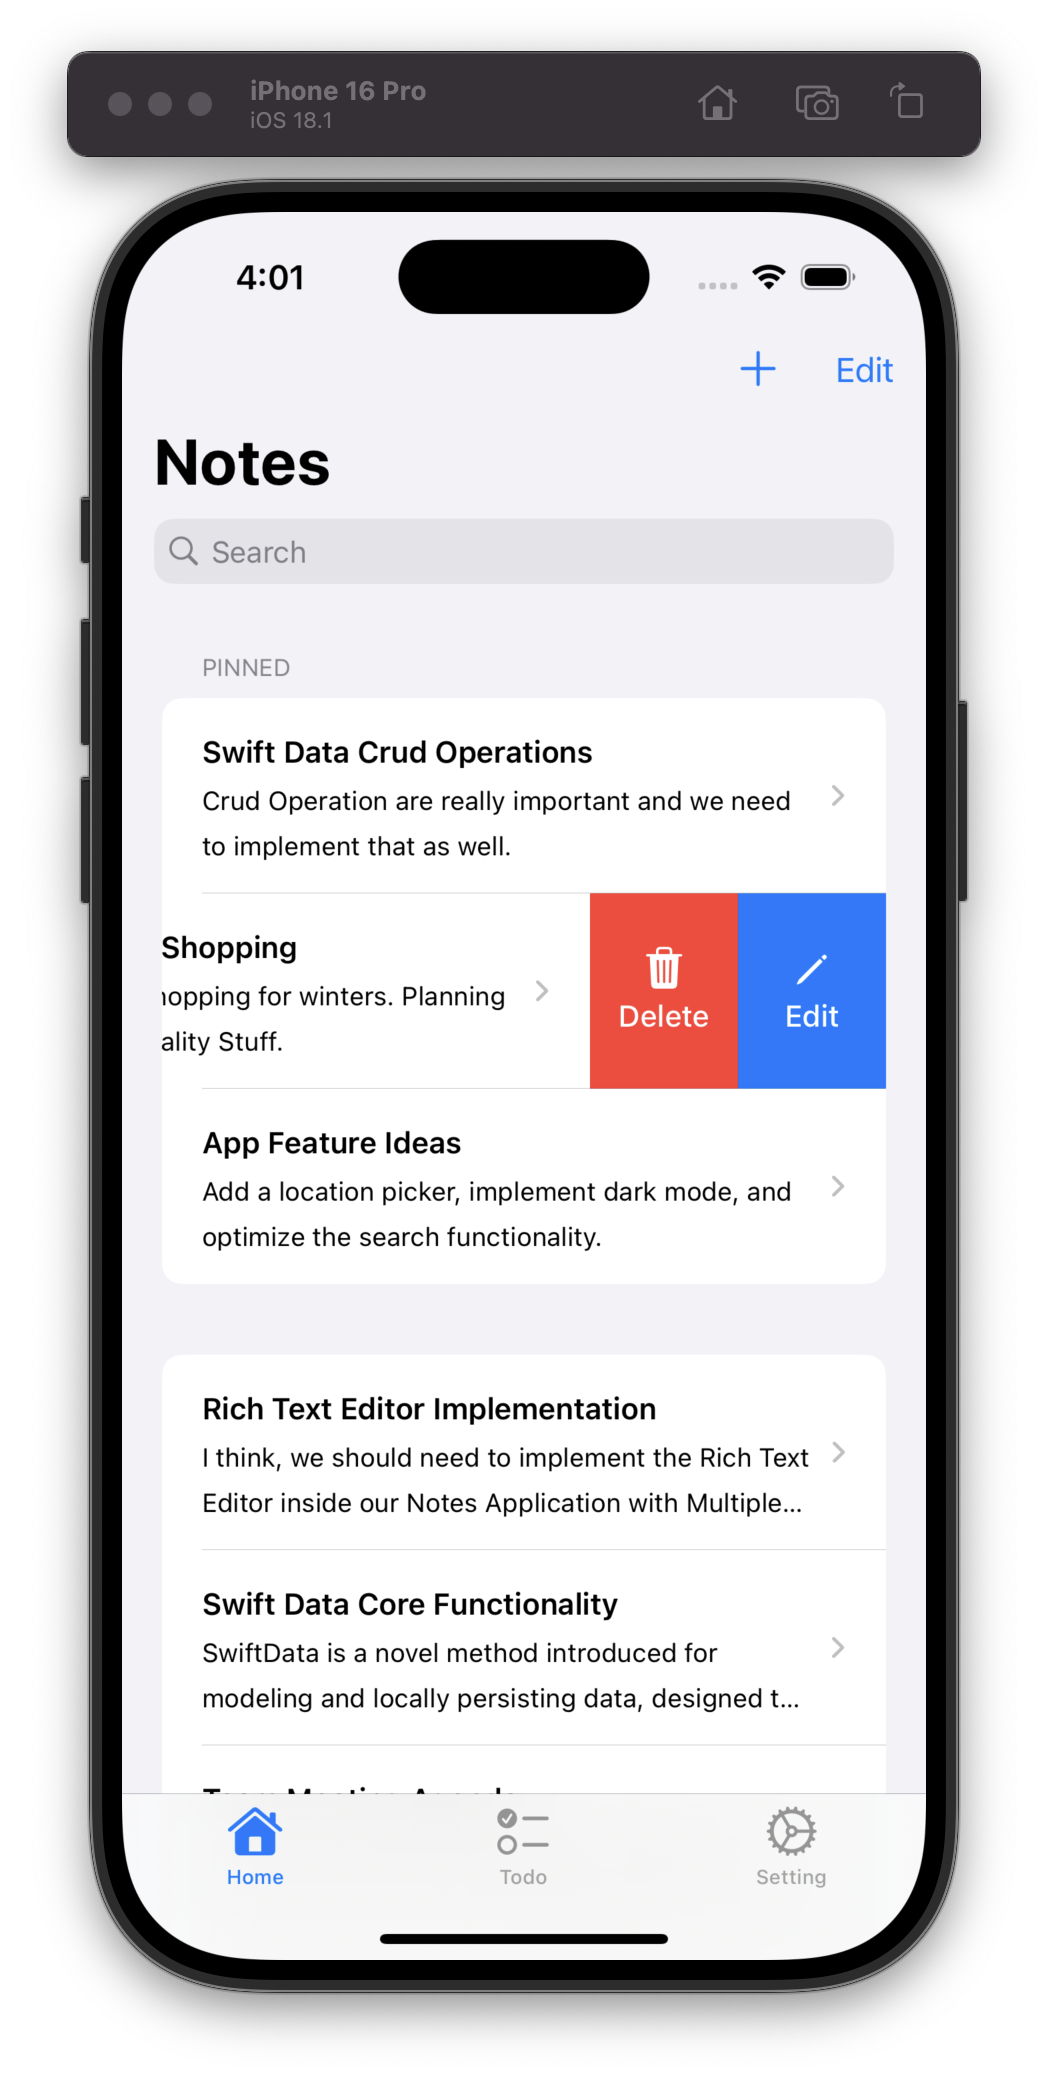 iPhone 16 Pro
iOS 18.1
4:01
Edit
Notes
Search
PINNED
Swift Data Crud Operations
Crud Operation are really important and we need
to implement that as well.
Shopping
hopping for winters. Planning
ality Stuff.
Delete
Edit
App Feature Ideas
Add a location picker, implement dark mode, and
optimize the search functionality.
Rich Text Editor Implementation
I think, we should need to implement the Rich Text
Editor inside our Notes Application with Multiple...
Swift Data Core Functionality
SwiftData is a novel method introduced for
modeling and locally persisting data, designed t...
Home
Todo
Setting